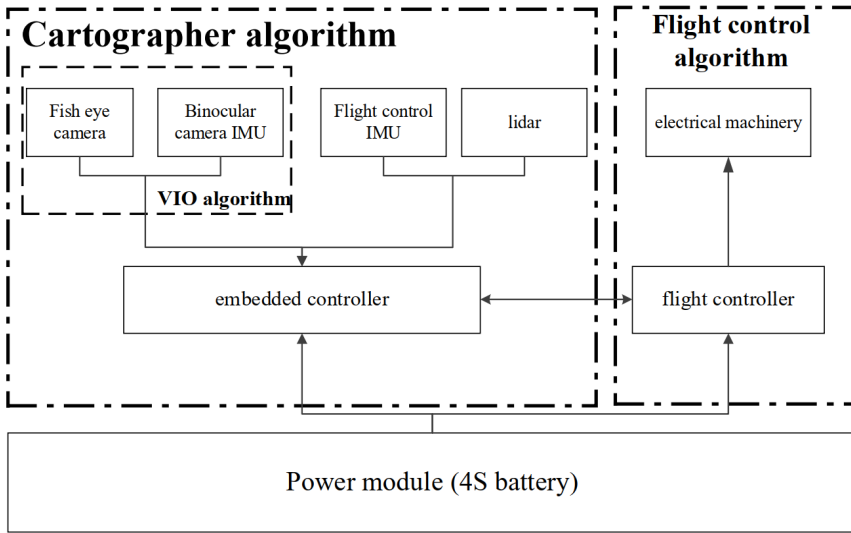 Cartographer algorithm
Flight control
algorithm
Fish eye
camera
Binocular
camera IMU
Flight control
IMU
lidar
electrical machinery
VIO algorithm
embedded controller
flight controller
Power module (4S battery)